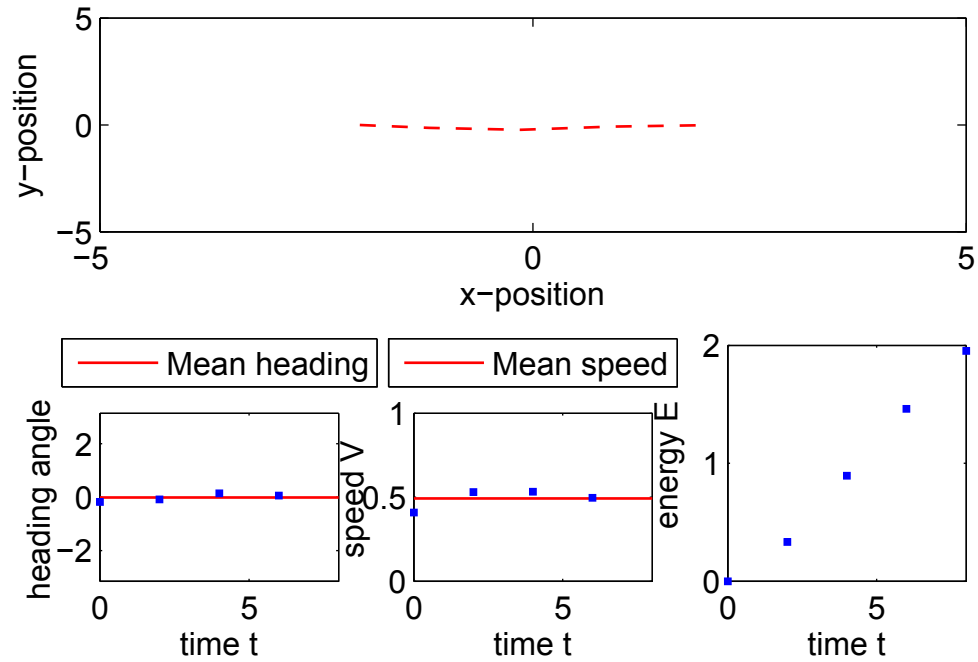 5
0
−5
y−position
−5
0
5
x−position
Mean heading
2
0
−2
heading angle
0
5
time t
Mean speed
1
0.5
0
speed V
0
5
time t
2
1
0
energy E
0
5
time t